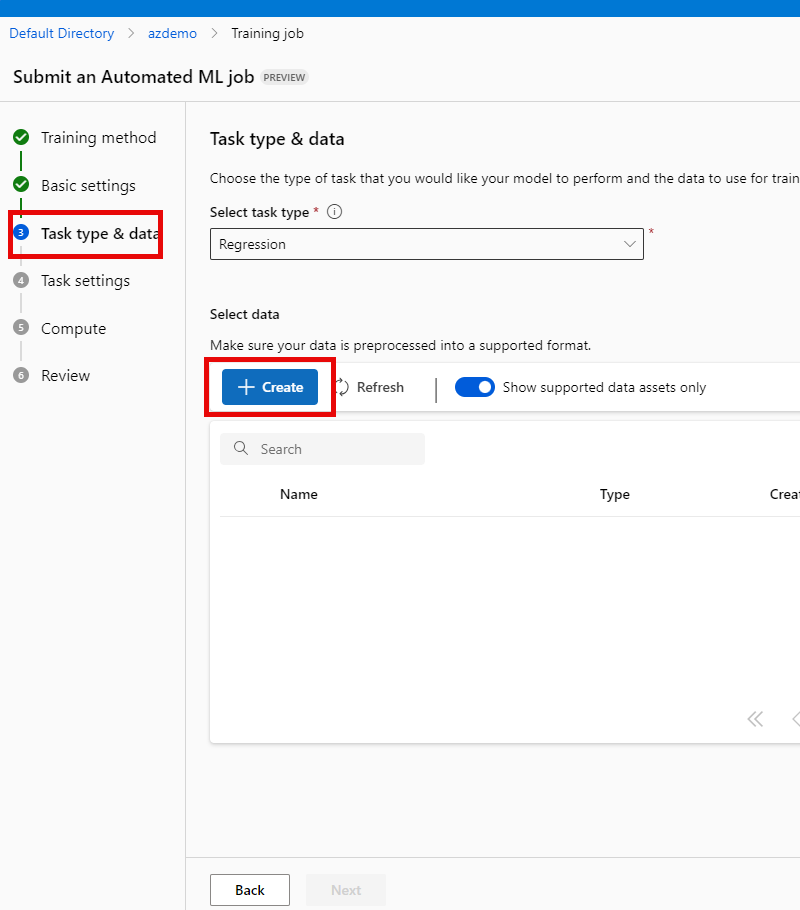 Default Directory > azdemo > Training job
Submit an Automated ML job PREVIEW
Training method
Basic settings
3 Task type & data
4 Task settings
5 Compute
6 Review
Task type & data
Choose the type of task that you would like your model to perform and the data to use for train
Select task type * i
Regression *
Select data
Make sure your data is preprocessed into a supported format.
+ Create Refresh | Show supported data assets only
Search
Name Type Creat
Back Next